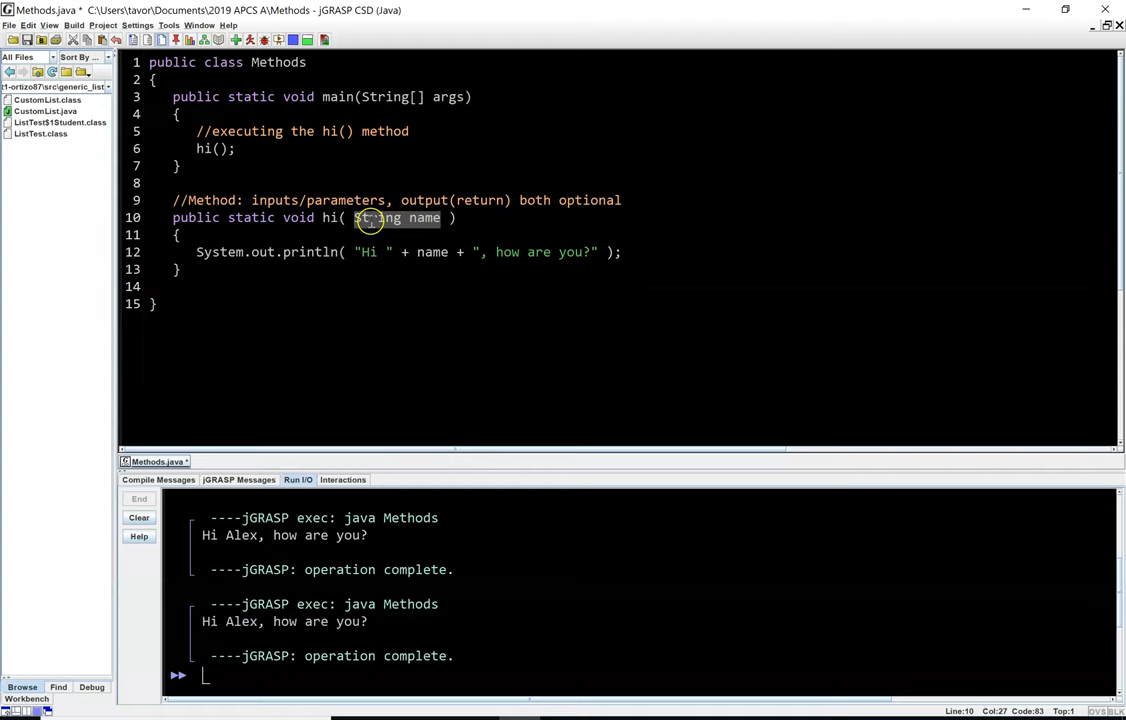 Methods.java * C:\Users\tavor\Documents\2019 APCS A\Methods - jGRASP CSD (Java)
File Edit View Build Project Settings Tools Window Help
All Files Sort By ...
t1-ortizo87\src\generic_list
CustomList.class
CustomList.java
ListTest$1Student.class
ListTest.class
1 public class Methods
2 {
3 public static void main(String[] args)
4 {
5 //executing the hi() method
6 hi();
7 }
8
9 //Method: inputs/parameters, output(return) both optional
10 public static void hi( String name )
11 {
12 System.out.println( "Hi " + name + ", how are you?" );
13 }
14
15 }
Methods.java *
Compile Messages jGRASP Messages Run I/O Interactions
End
Clear
Help
----jGRASP exec: java Methods
Hi Alex, how are you?
----jGRASP: operation complete.
----jGRASP exec: java Methods
Hi Alex, how are you?
----jGRASP: operation complete.
Browse Find Debug
Workbench
Line:10 Col:27 Code:83 Top:1 OVS BLK